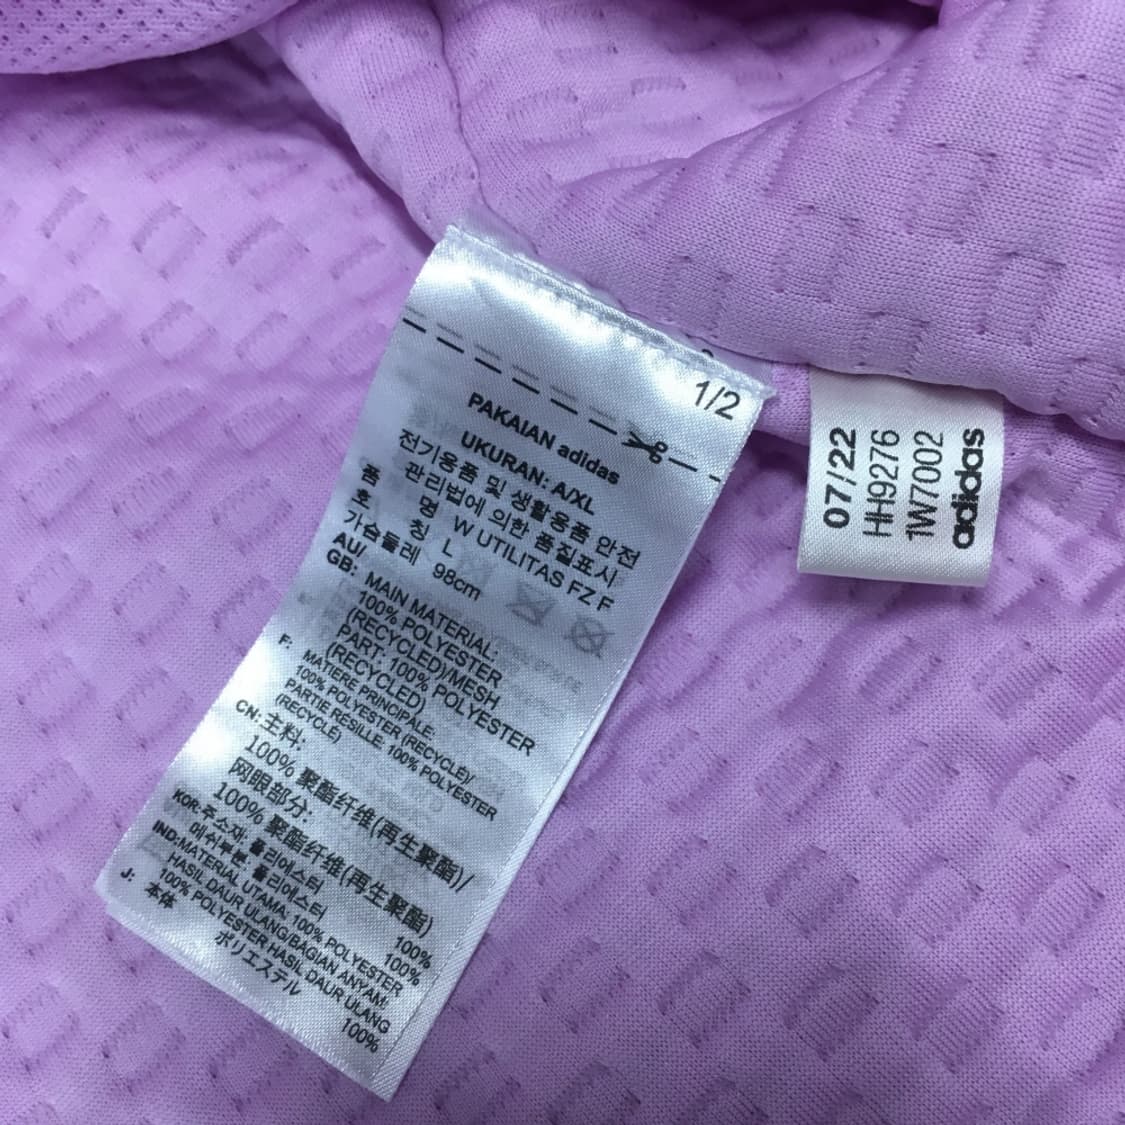 1/2
PAKAIAN adidas
UKURAN: A/XL
전기용품 및 생활용품 안전
관리법에 의한 품질표시
품 명 W UTILITAS FZ F
호 칭 L
가슴둘레 98cm
AU/
GB: MAIN MATERIAL:
100% POLYESTER
(RECYCLED)/MESH
PART: 100% POLYESTER
(RECYCLED)
F: MATIERE PRINCIPALE:
100% POLYESTER (RECYCLE)/
PARTIE RÉSILLE: 100% POLYESTER
(RECYCLE)
CN: 主料:
100% 聚酯纤维(再生聚酯)/
网眼部分:
100% 聚酯纤维(再生聚酯)
KOR: 주소재: 폴리에스터 100%
메쉬부분: 폴리에스터 100%
IND: MATERIAL UTAMA: 100% POLYESTER
HASIL DAUR ULANG/BAGIAN ANYAM:
100% POLYESTER HASIL DAUR ULANG
J: 本体
ポリエステル 100%
07/22
HH9276
1W7002
adidas